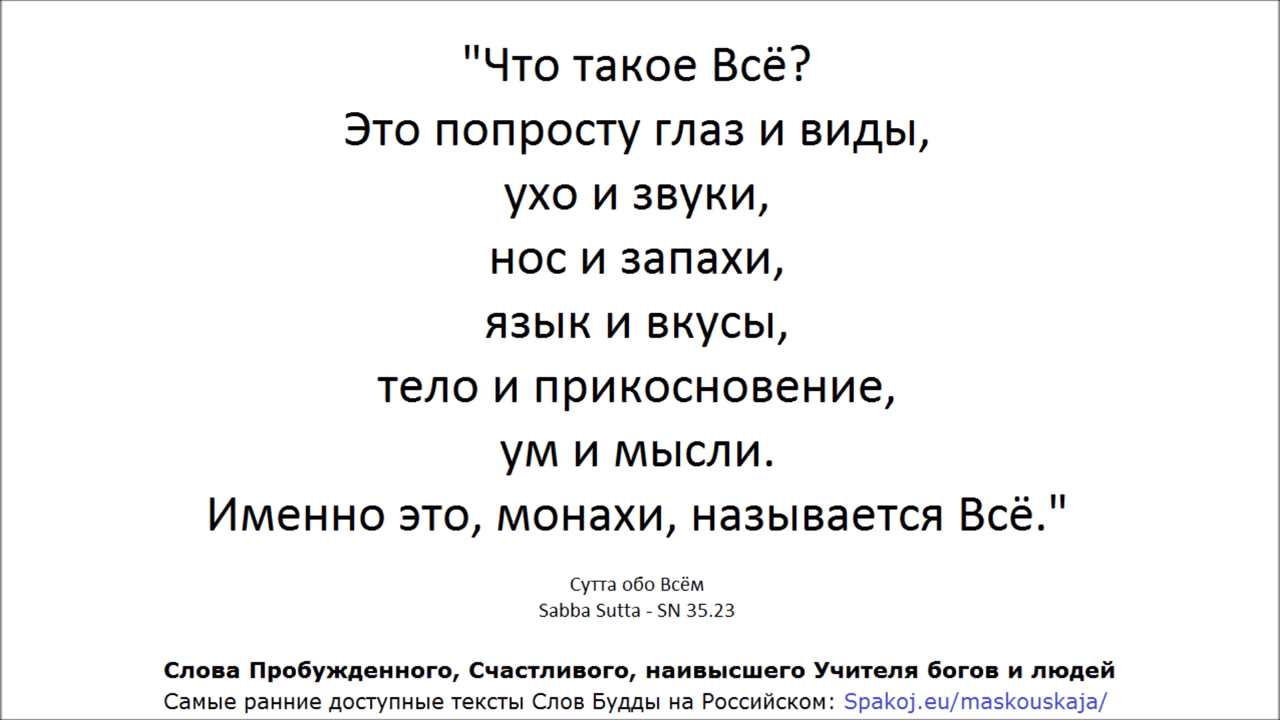 "Что такое Всё?
Это попросту глаз и виды,
ухо и звуки,
нос и запахи,
язык и вкусы,
тело и прикосновение,
ум и мысли.
Именно это, монахи, называется Всё."
Сутта обо Всём
Sabba Sutta - SN 35.23
Слова Пробужденного, Счастливого, наивысшего Учителя богов и людей
Самые ранние доступные тексты Слов Будды на Российском: Spakoj.eu/maskouskaja/